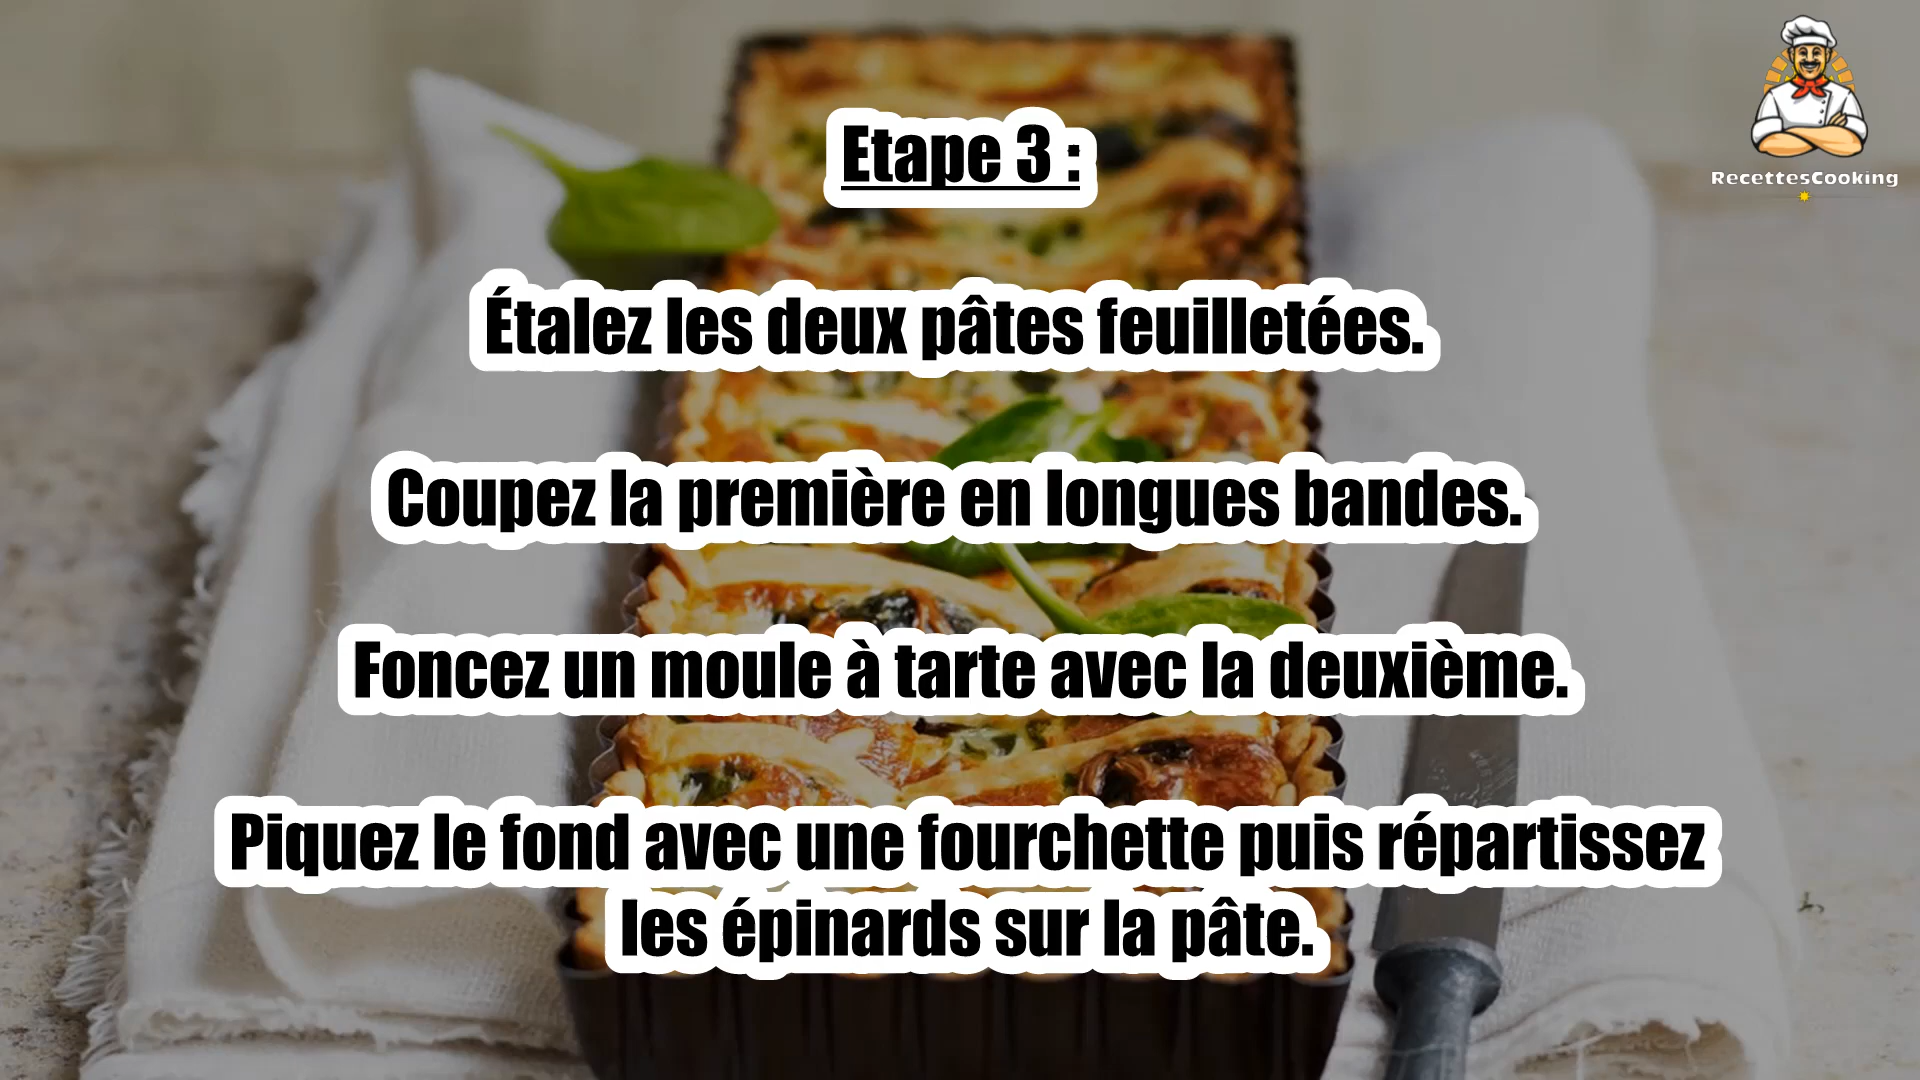 Etape 3 :
RecettesCooking
Étalez les deux pâtes feuilletées.
Coupez la première en longues bandes.
Foncez un moule à tarte avec la deuxième.
Piquez le fond avec une fourchette puis répartissez
les épinards sur la pâte.